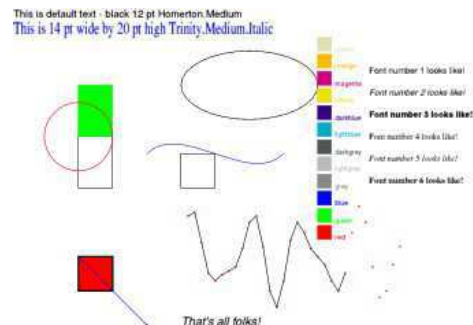 This is default text - black 12 pt Homerton.Medium
This is 14 pt wide by 20 pt high Trinity.Medium.Italic
orange
magenta
darkblue
lightblue
darkgrey
lightgrey
grey
blue
green
red
Font number 1 looks like!
Font number 2 looks like!
Font number 3 looks like!
Font number 4 looks like!
Font number 5 looks like!
Font number 6 looks like!
That's all folks!